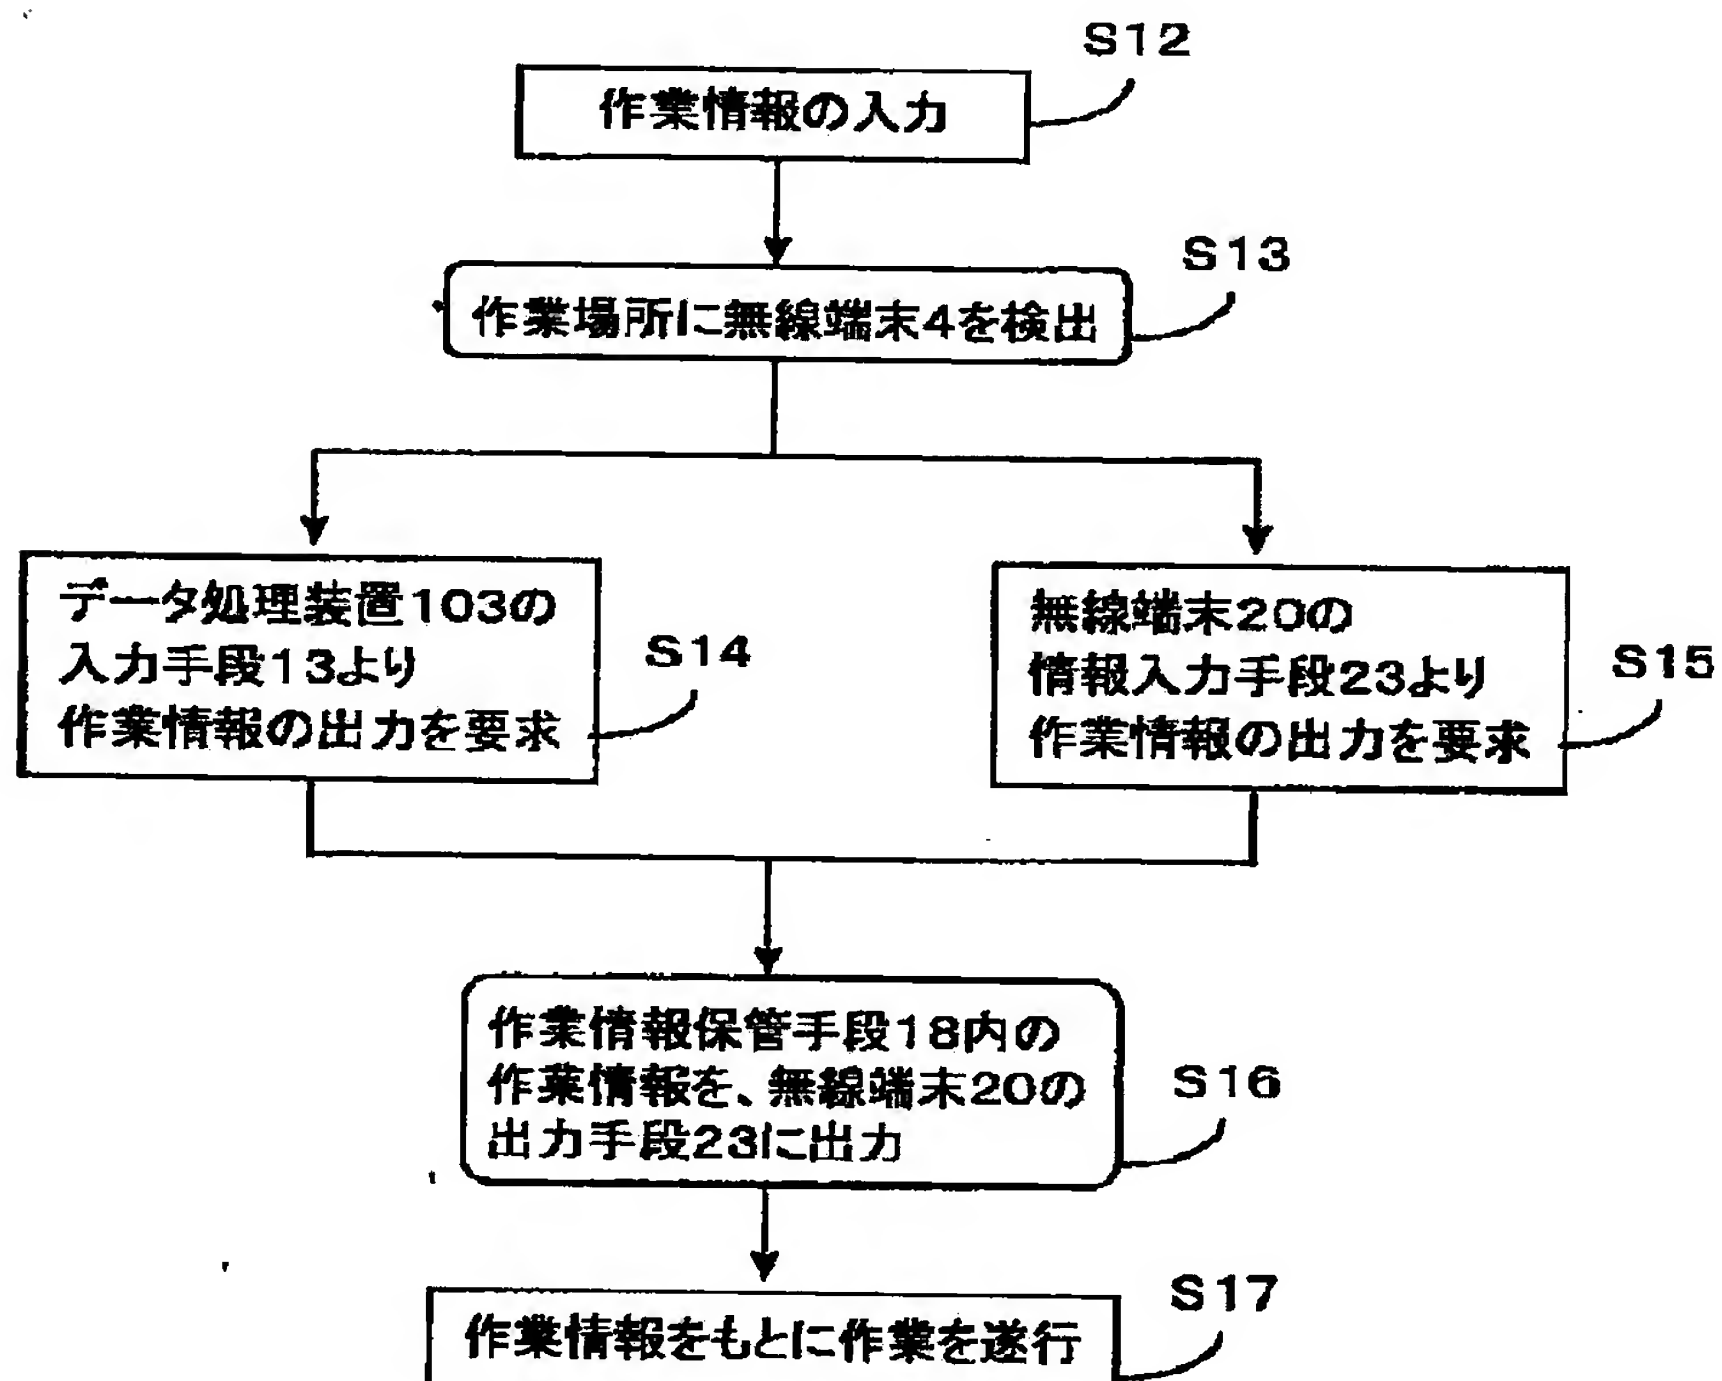 S12
作業情報の入力
S13
作業場所に無線端末4を検出
データ処理装置103の
入力手段13より
作業情報の出力を要求
S14
無線端末20の
情報入力手段23より
作業情報の出力を要求
S15
作業情報保管手段18内の
作業情報を、無線端末20の
出力手段23に出力
S16
S17
作業情報をもとに作業を遂行